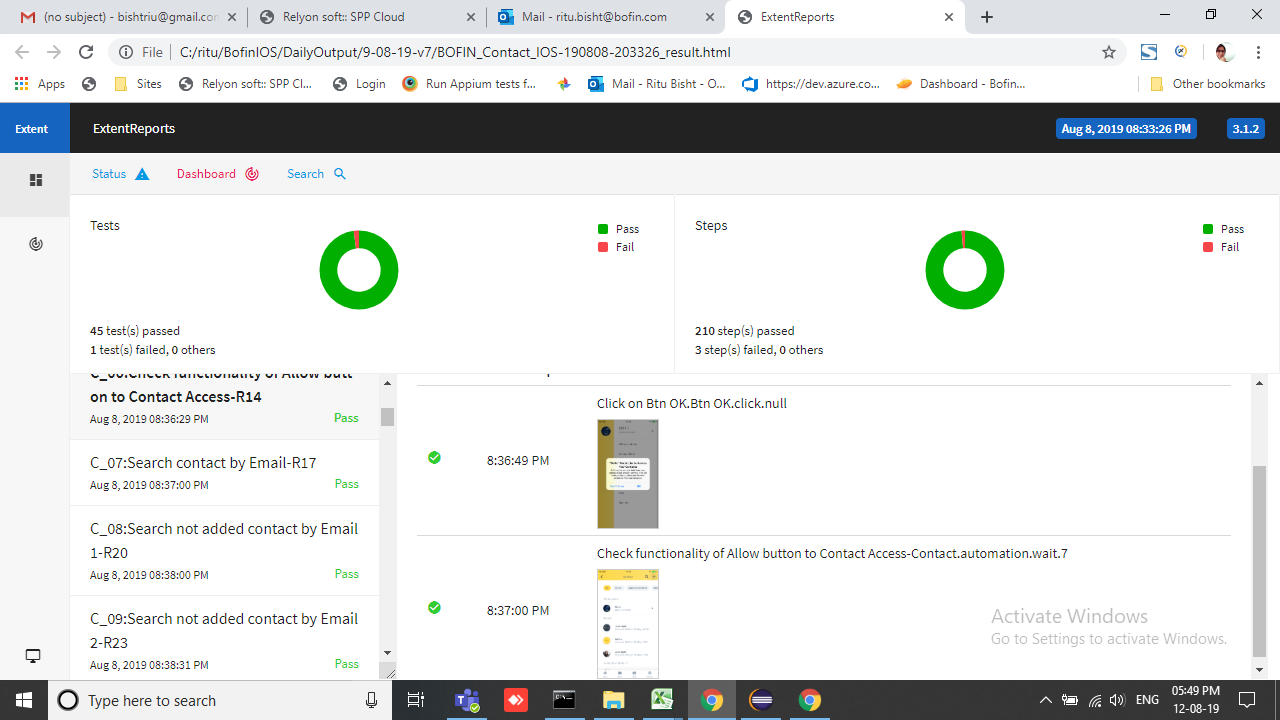 (no subject) - bishtriu@gmail.con
Relyon soft:: SPP Cloud
Mail - ritu.bisht@bofin.com
ExtentReports
File
C:/ritu/BofinIOS/DailyOutput/9-08-19-v7/BOFIN_Contact_IOS-190808-203326_result.html
Apps
Sites
Relyon soft:: SPP Cl...
Login
Run Appium tests f...
Mail - Ritu Bisht - O...
https://dev.azure.co...
Dashboard - Bofin...
Other bookmarks
Extent
ExtentReports
Aug 8, 2019 08:33:26 PM
3.1.2
Status
Dashboard
Search
Tests
Pass
Fail
45 test(s) passed
1 test(s) failed, 0 others
Steps
Pass
Fail
210 step(s) passed
3 step(s) failed, 0 others
C_06:Check functionality of Allow butt
on to Contact Access-R14
Aug 8, 2019 08:36:29 PM
Pass
C_07:Search contact by Email-R17
Aug 8, 2019 08:37:00 PM
Pass
C_08:Search not added contact by Email
1-R20
Aug 8, 2019 08:38:00 PM
Pass
C_09:Search not added contact by Email
2-R23
Aug 8, 2019 08:38:23 PM
Pass
Click on Btn OK.Btn OK.click.null
8:36:49 PM
Check functionality of Allow button to Contact Access-Contact.automation.wait.7
8:37:00 PM
Activate Windows
Go to Settings to activate Windows.
Type here to search
ENG
05:49 PM
12-08-19